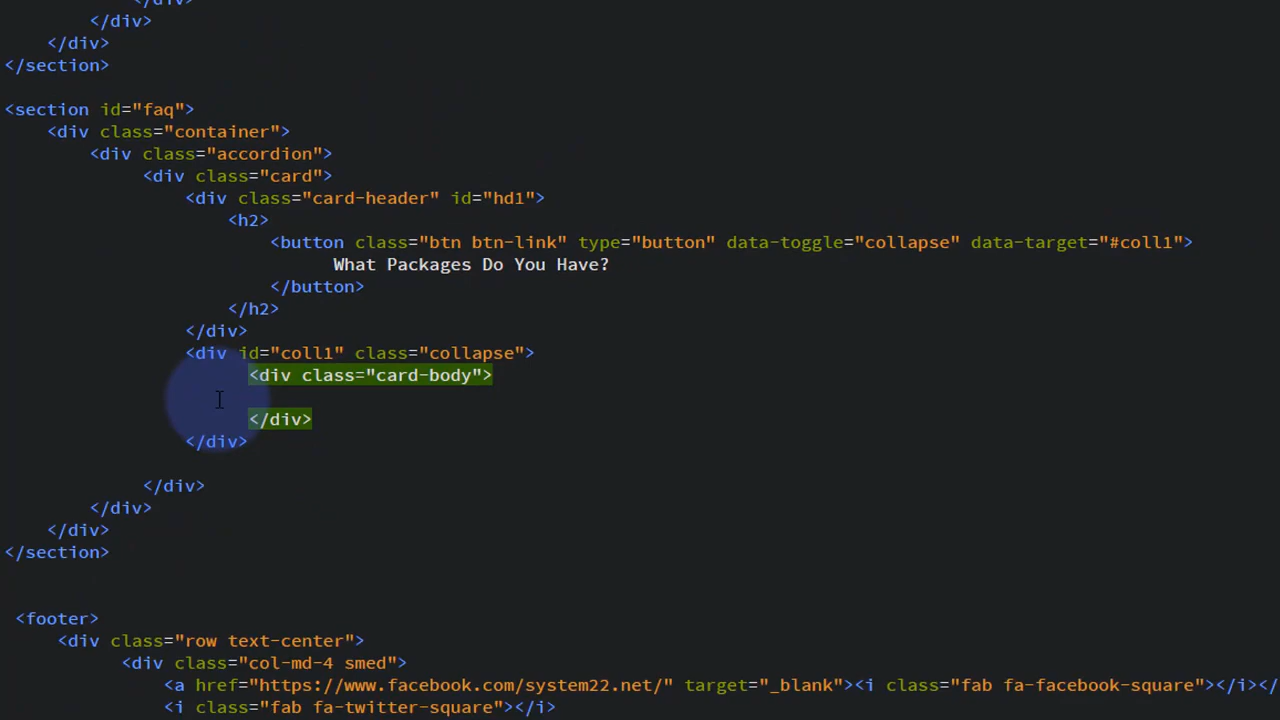 </div>
</div>
</div>
</section>
<section id="faq">
<div class="container">
<div class="accordion">
<div class="card">
<div class="card-header" id="hd1">
<h2>
<button class="btn btn-link" type="button" data-toggle="collapse" data-target="#coll1">
What Packages Do You Have?
</button>
</h2>
</div>
<div id="coll1" class="collapse">
<div class="card-body">
</div>
</div>
</div>
</div>
</div>
</section>
<footer>
<div class="row text-center">
<div class="col-md-4 smed">
<a href="https://www.facebook.com/system22.net/" target="_blank"><i class="fab fa-facebook-square"></i></
<i class="fab fa-twitter-square"></i>